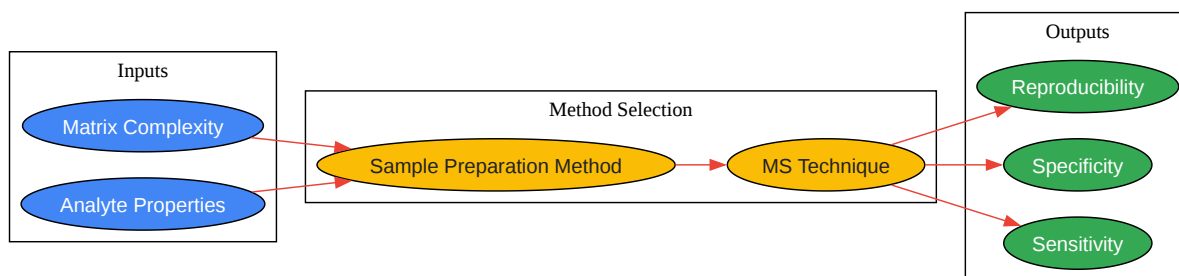 Inputs
Matrix Complexity
Analyte Properties
Method Selection
Sample Preparation Method
MS Technique
Outputs
Reproducibility
Specificity
Sensitivity